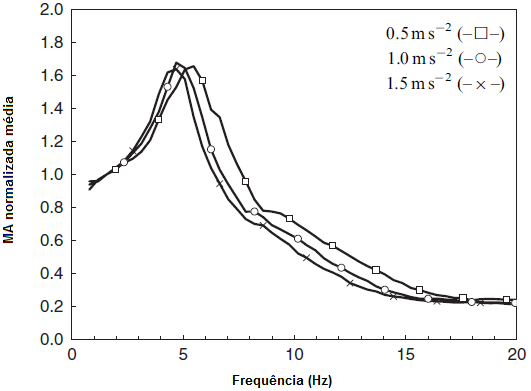 2.0
1.8
1.6
1.4
1.2
1.0
0.8
0.6
0.4
0.2
0.0
MA normalizada média
0.5 m s⁻² (–□–)
1.0 m s⁻² (–○–)
1.5 m s⁻² (–×–)
0 5 10 15 20
Frequência (Hz)